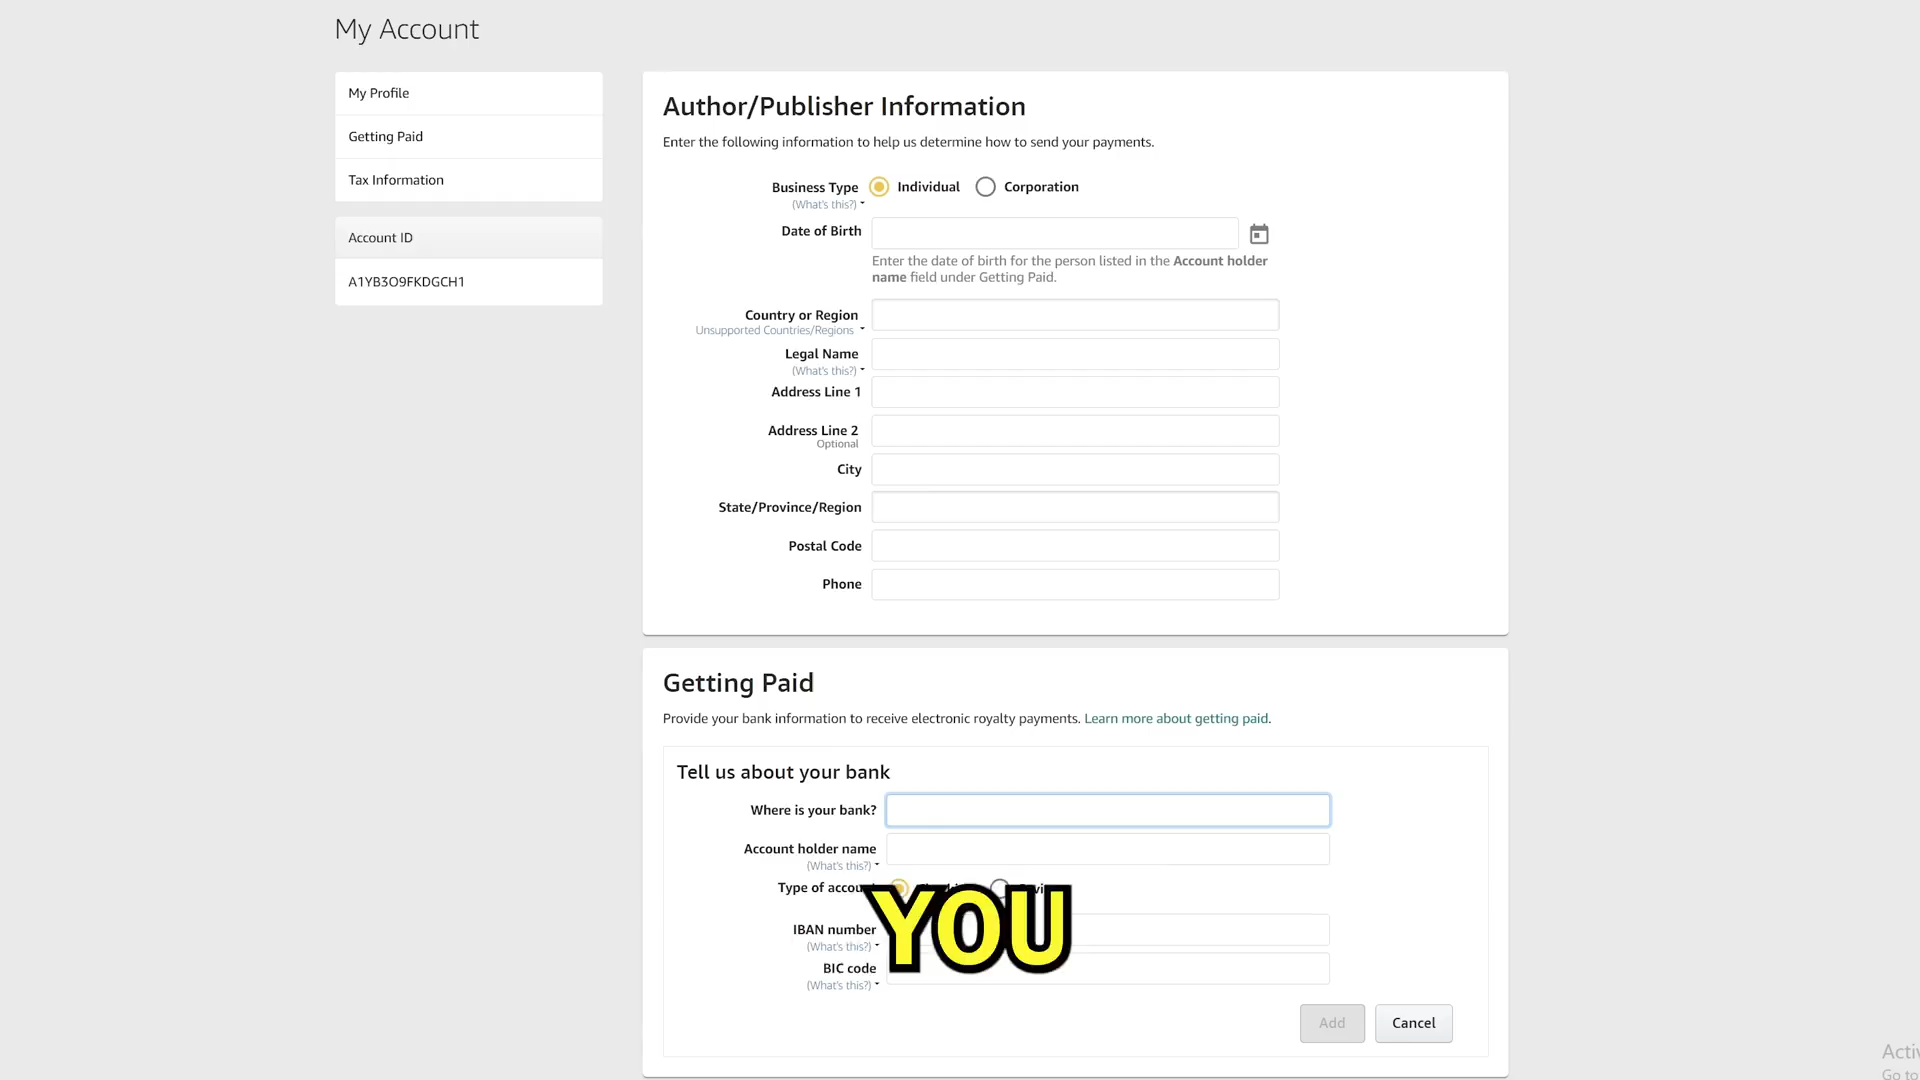 My Account
My Profile
Getting Paid
Tax Information
Account ID
A1YB3O9FKDGCH1
Author/Publisher Information
Enter the following information to help us determine how to send your payments.
Business Type
Individual
Corporation
(What's this?)
Date of Birth
Enter the date of birth for the person listed in the Account holder
name field under Getting Paid.
Country or Region
Unsupported Countries/Regions
Legal Name
(What's this?)
Address Line 1
Address Line 2
Optional
City
State/Province/Region
Postal Code
Phone
Getting Paid
Provide your bank information to receive electronic royalty payments. Learn more about getting paid.
Tell us about your bank
Where is your bank?
Account holder name
(What's this?)
Type of account
YOU
IBAN number
(What's this?)
BIC code
(What's this?)
Add
Cancel
Go to